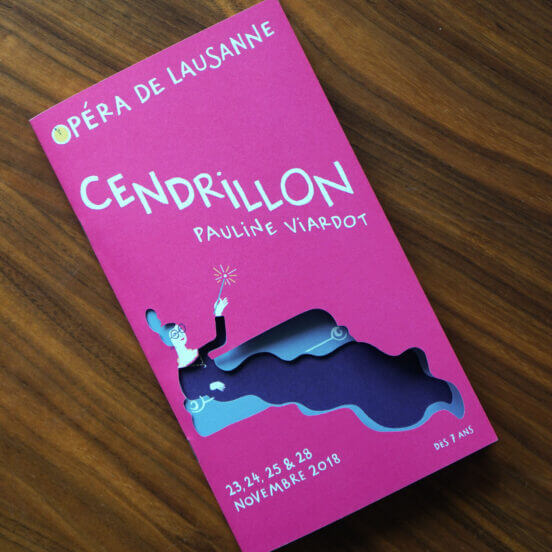 OPÉRA DE LAUSANNE
CENDRILLON
PAULINE VIARDOT
23, 24, 25 & 28
NOVEMBRE 2018
DÈS 7 ANS